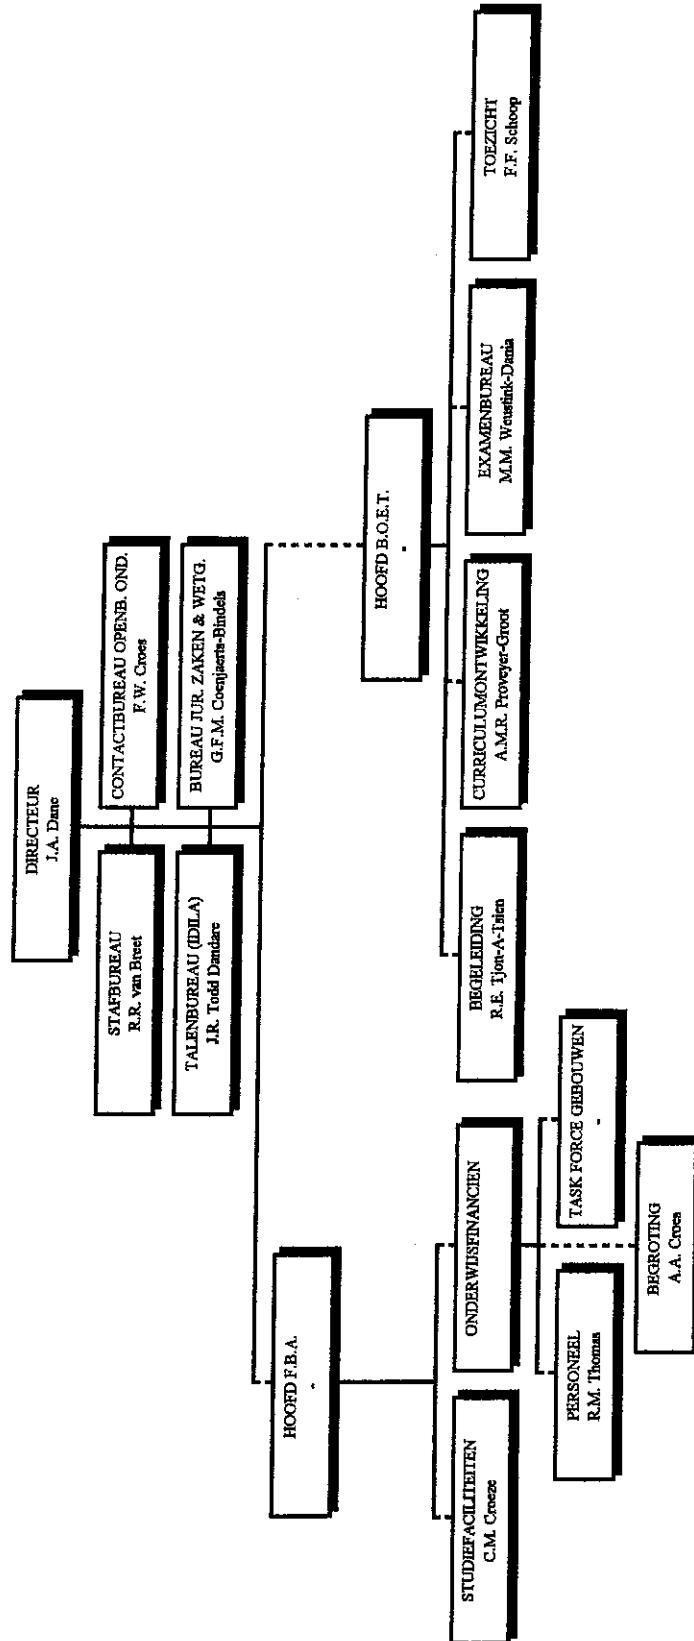 DIRECTEUR
J.A. Dane
STAFBUREAU
R.R. van Breet
CONTACTBUREAU OPENB. OND.
F.W. Croes
TALENBUREAU (IDILA)
J.R. Todd Dandare
BUREAU JUR. ZAKEN & WETG.
G.F.M. Coenjaerts-Bindels
HOOFD F.B.A.
-
HOOFD B.O.E.T.
-
STUDIEFACILITEITEN
C.M. Croeze
ONDERWIJSFINANCIEN
BEGELEIDING
R.E. Tjon-A-Tsien
CURRICULUMONTWIKKELING
A.M.R. Proveyer-Groot
EXAMENBUREAU
M.M. Weustink-Dania
TOEZICHT
F.F. Schoop
PERSONEEL
R.M. Thomas
TASK FORCE GEBOUWEN
-
BEGROTING
A.A. Croes